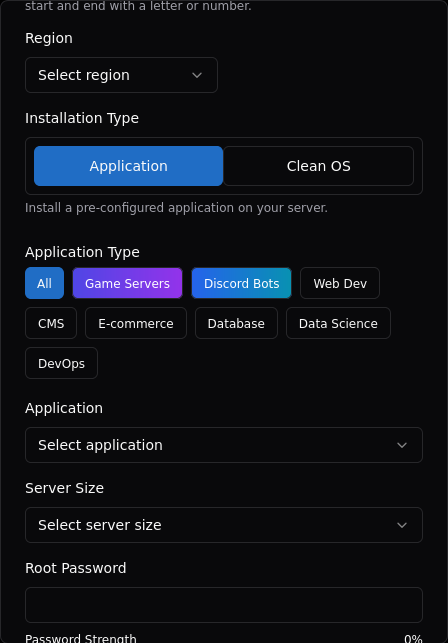 start and end with a letter or number.
Region
Select region
Installation Type
Application Clean OS
Install a pre-configured application on your server.
Application Type
All Game Servers Discord Bots Web Dev
CMS E-commerce Database Data Science
DevOps
Application
Select application
Server Size
Select server size
Root Password
Password Strength 0%